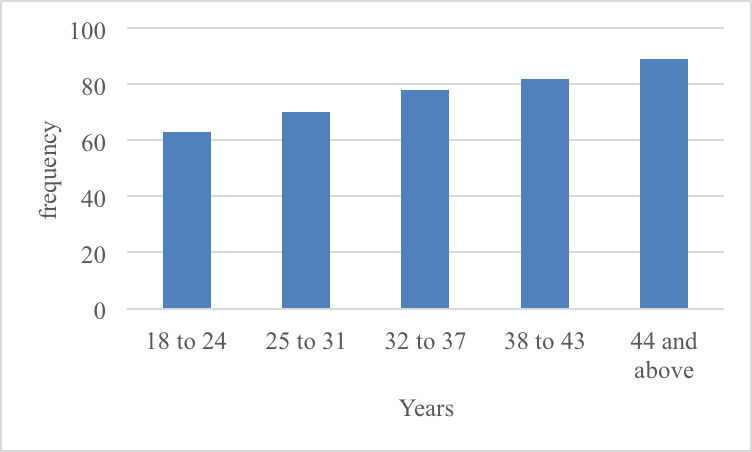 100
80
60
40
20
0
frequency
18 to 24
25 to 31
32 to 37
38 to 43
44 and
above
Years